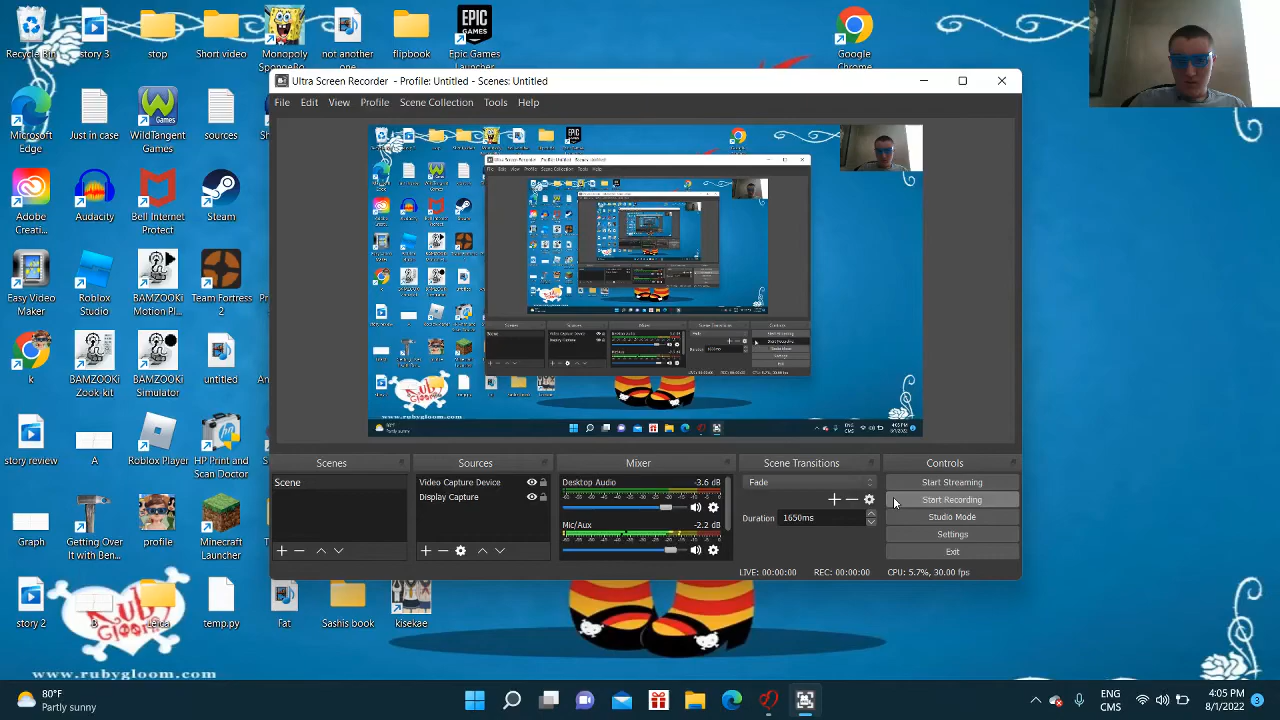 Recycle Bin
story 3
stop
Short video
Monopoly
SpongeBo...
not another
one
flipbook
Epic Games
Launcher
EPIC
GAMES
Google
Chrome
Microsoft
Edge
Just in case
WildTangent
Games
sources
Adobe
Creati...
Audacity
Bell Internet
Protect
Steam
Easy Video
Maker
Roblox
Studio
BAMZOOKi
Motion Pl...
Team Fortress
2
k
BAMZOOKi
Zook-kit
BAMZOOKi
Simulator
untitled
story review
A
Roblox Player
HP Print and
Scan Doctor
Graph
Getting Over
It with Ben...
profile
Minecraft
Launcher
story 2
B
temp.py
Fat
Sashis book
kisekae
Ultra Screen Recorder - Profile: Untitled - Scenes: Untitled
File Edit View Profile Scene Collection Tools Help
Scenes
Scene
Sources
Video Capture Device
Display Capture
Mixer
Desktop Audio -3.6 dB
Mic/Aux -2.2 dB
Scene Transitions
Fade
Duration 1650ms
Controls
Start Streaming
Start Recording
Studio Mode
Settings
Exit
LIVE: 00:00:00 REC: 00:00:00 CPU: 5.7%, 30.00 fps
Ruby
Gloom
www.rubygloom.com
80°F
Partly sunny
ENG
CMS
4:05 PM
8/1/2022
3